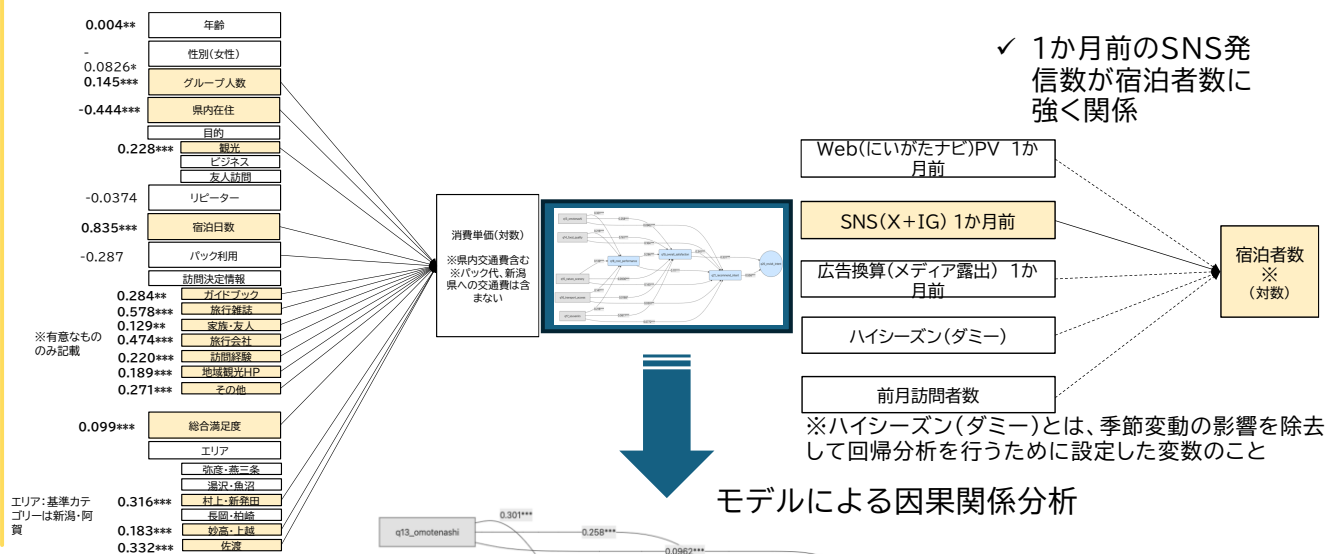 0.004**
年齢
-
0.0826*
性別(女性)
0.145***
グループ人数
-0.444***
県内在住
目的
0.228***
観光
ビジネス
友人訪問
-0.0374
リピーター
0.835***
宿泊日数
-0.287
パック利用
訪問決定情報
0.284**
ガイドブック
0.578***
旅行雑誌
0.129**
家族・友人
0.474***
旅行会社
0.220***
訪問経験
0.189***
地域観光HP
0.271***
その他
※有意なもの
のみ記載
0.099***
総合満足度
エリア
弥彦・燕三条
湯沢・魚沼
0.316***
村上・新発田
長岡・柏崎
0.183***
妙高・上越
0.332***
佐渡
エリア:基準カテ
ゴリーは新潟・阿
賀
消費単価(対数)
※県内交通費含む
※パック代、新潟
県への交通費は含
まない
✓ 1か月前のSNS発
信数が宿泊者数に
強く関係
Web(にいがたナビ)PV 1か
月前
SNS(X+IG) 1か月前
広告換算(メディア露出) 1か
月前
ハイシーズン(ダミー)
前月訪問者数
宿泊者数
※
(対数)
※ハイシーズン(ダミー)とは、季節変動の影響を除去
して回帰分析を行うために設定した変数のこと
モデルによる因果関係分析
q13_omotenashi
0.301***
0.258***
0.0962***